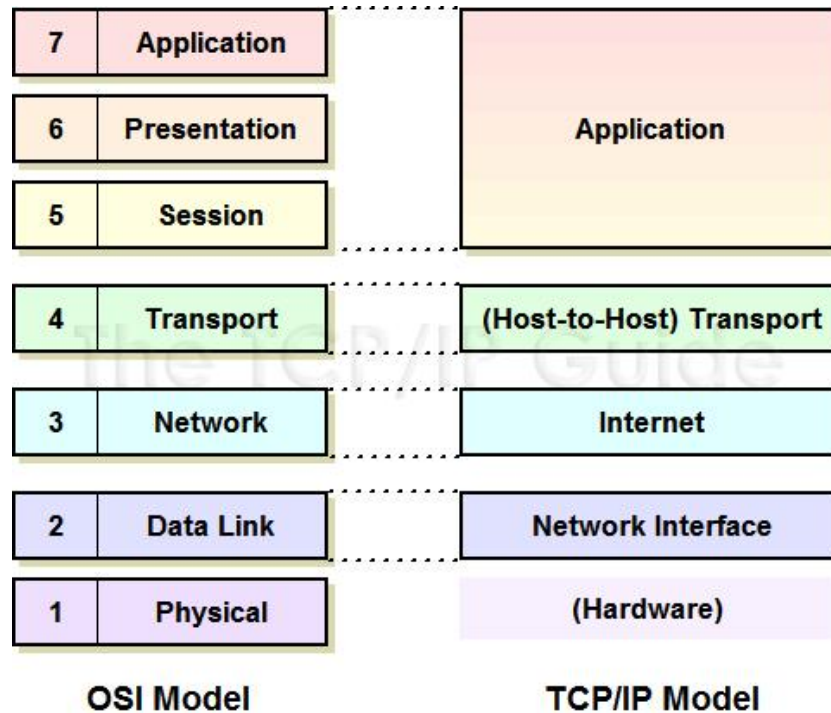 7 Application
6 Presentation
Application
5 Session
4 Transport
(Host-to-Host) Transport
The TCP/IP Guide
3 Network
Internet
2 Data Link
Network Interface
1 Physical
(Hardware)
OSI Model
TCP/IP Model